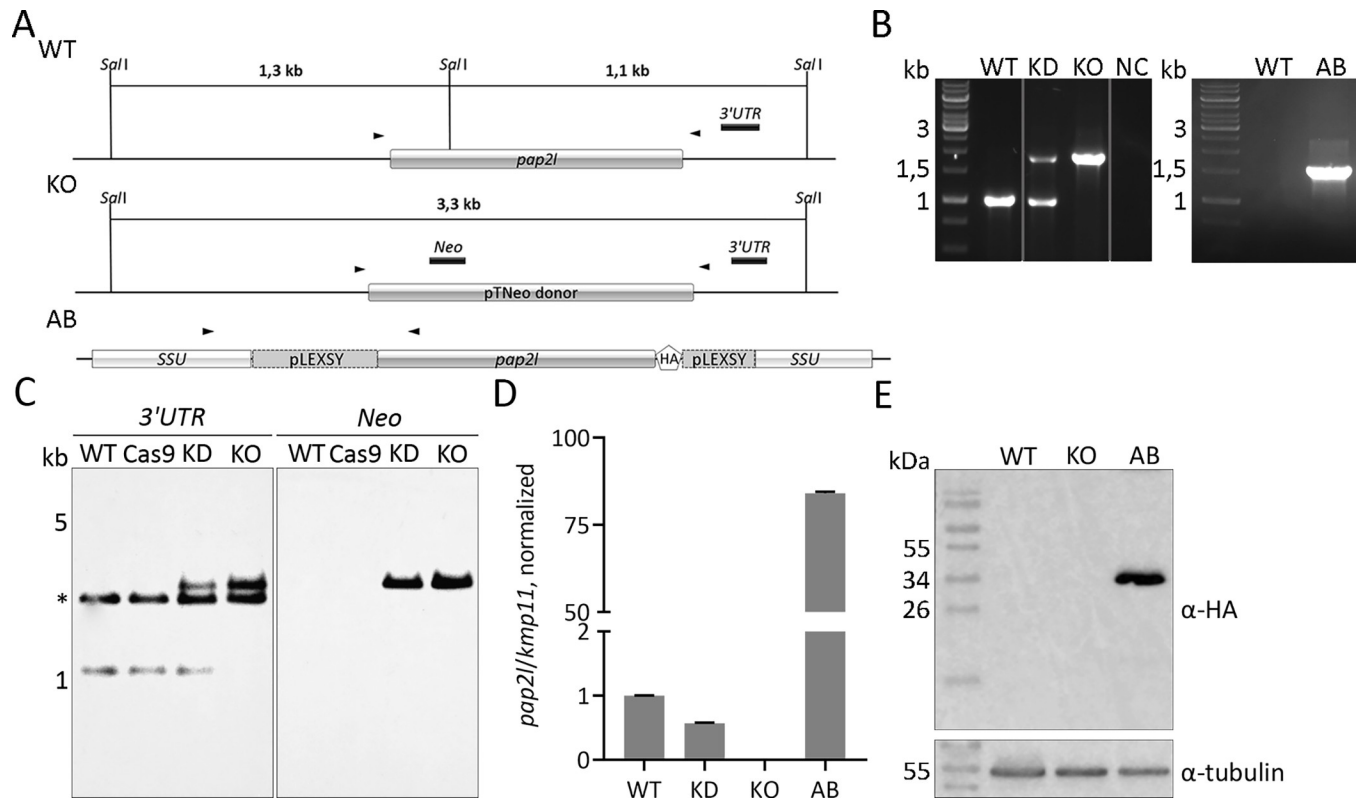 A
WT
SalI
1,3 kb
SalI
1,1 kb
SalI
3'UTR
pap2l
KO
SalI
3,3 kb
SalI
Neo
3'UTR
pTNeo donor
AB
SSU
pLEXSY
pap2l
HA
pLEXSY
SSU
B
kb WT KD KO NC
3
1,5
1
kb WT AB
3
1,5
1
C
3'UTR
Neo
kb WT Cas9 KD KO
WT Cas9 KD KO
5
*
1
D
pap2l/kmp11, normalized
100
75
50
2
1
0
WT KD KO AB
E
kDa WT KO AB
55
34
26
α-HA
55
α-tubulin